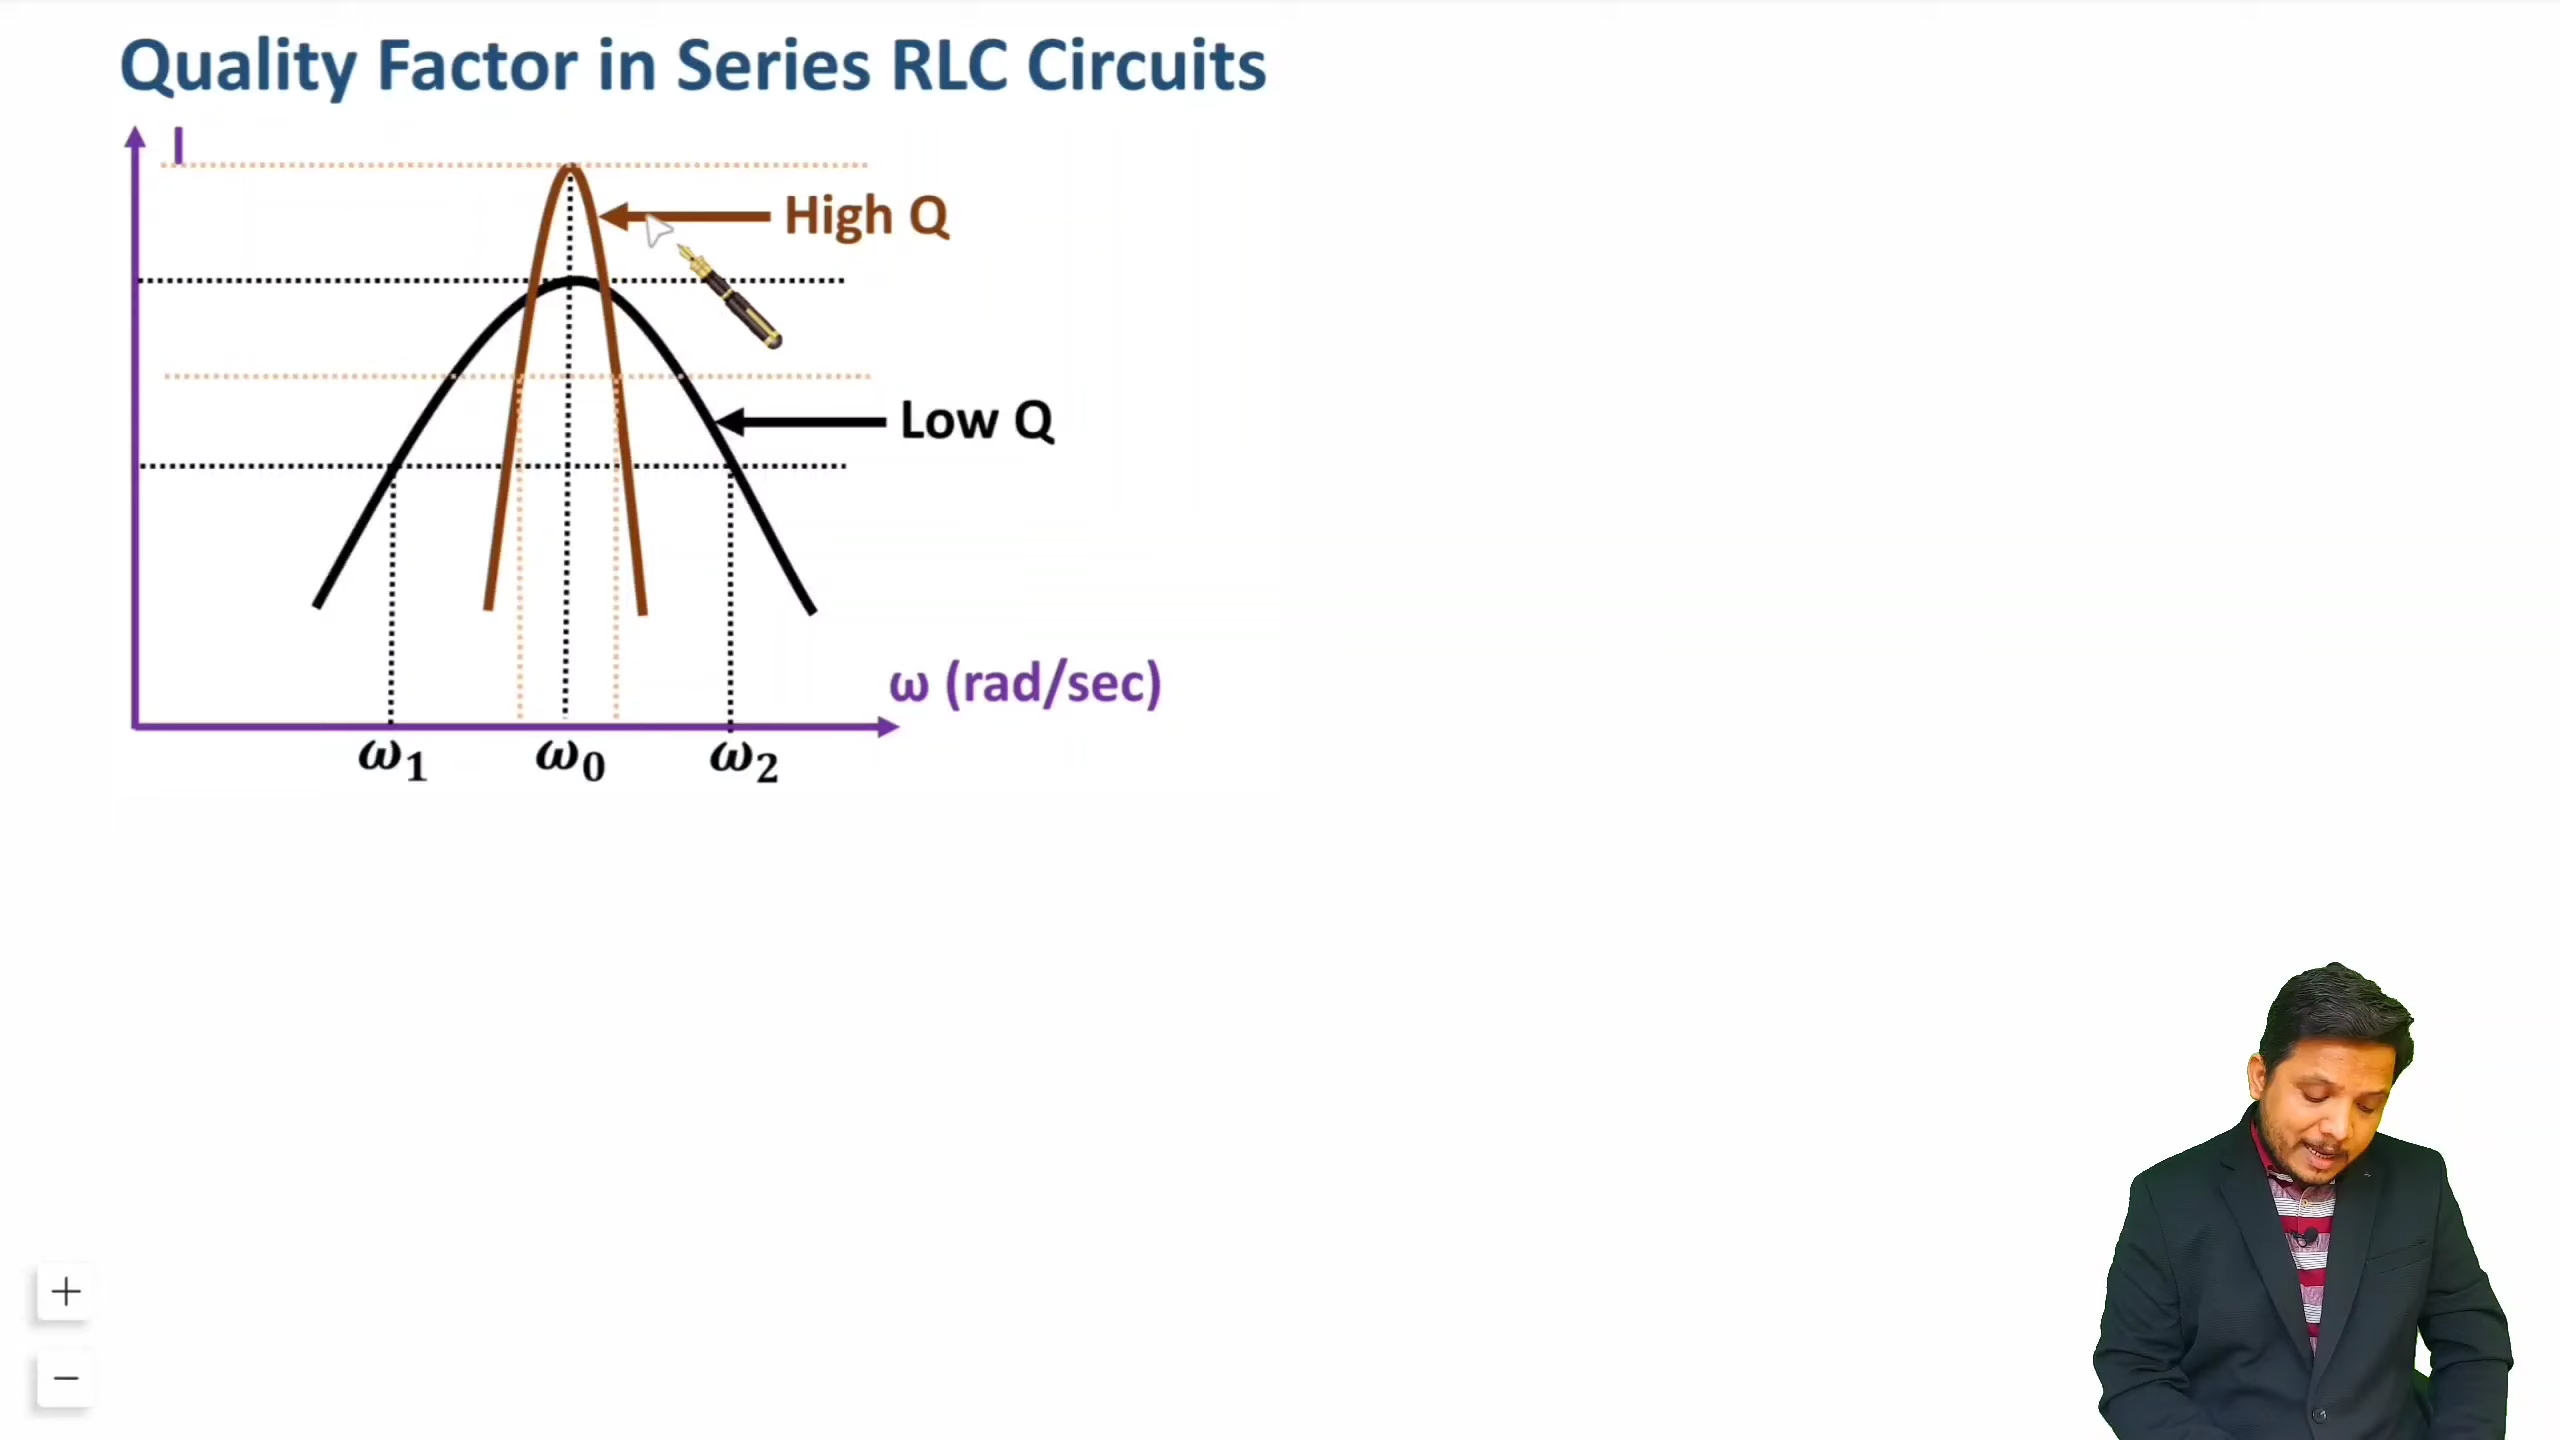 Quality Factor in Series RLC Circuits
I
High Q
Low Q
ω (rad/sec)
ω₁ ω₀ ω₂
+
−